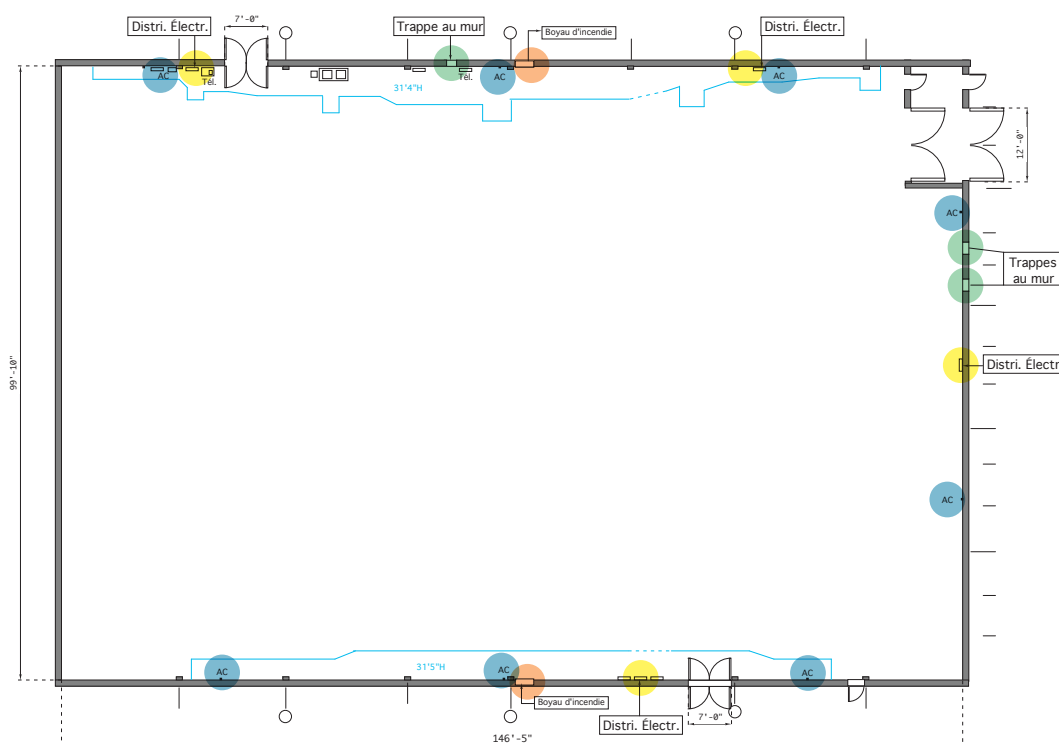 7'-0"
Distri. Électr.
Trappe au mur
Boyau d'incendie
Distri. Électr.
AC
Tél.
Tél.
AC
AC
31'4"H
12'-0"
AC
Trappes
au mur
99'-10"
Distri. Électr
AC
AC
31'5"H
AC
AC
Boyau d'incendie
7'-0"
Distri. Électr.
146'-5"